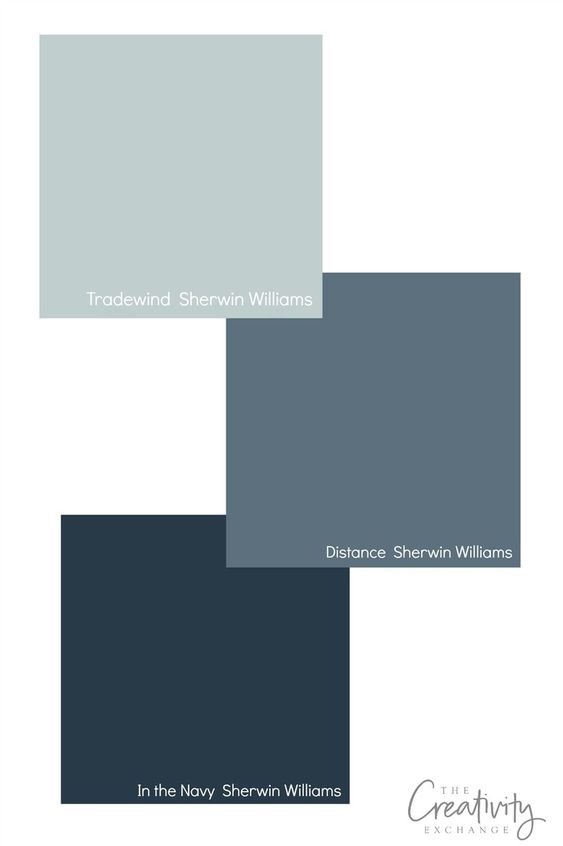 Tradewind Sherwin Williams
Distance Sherwin Williams
In the Navy Sherwin Williams
THE
Creativity
EXCHANGE